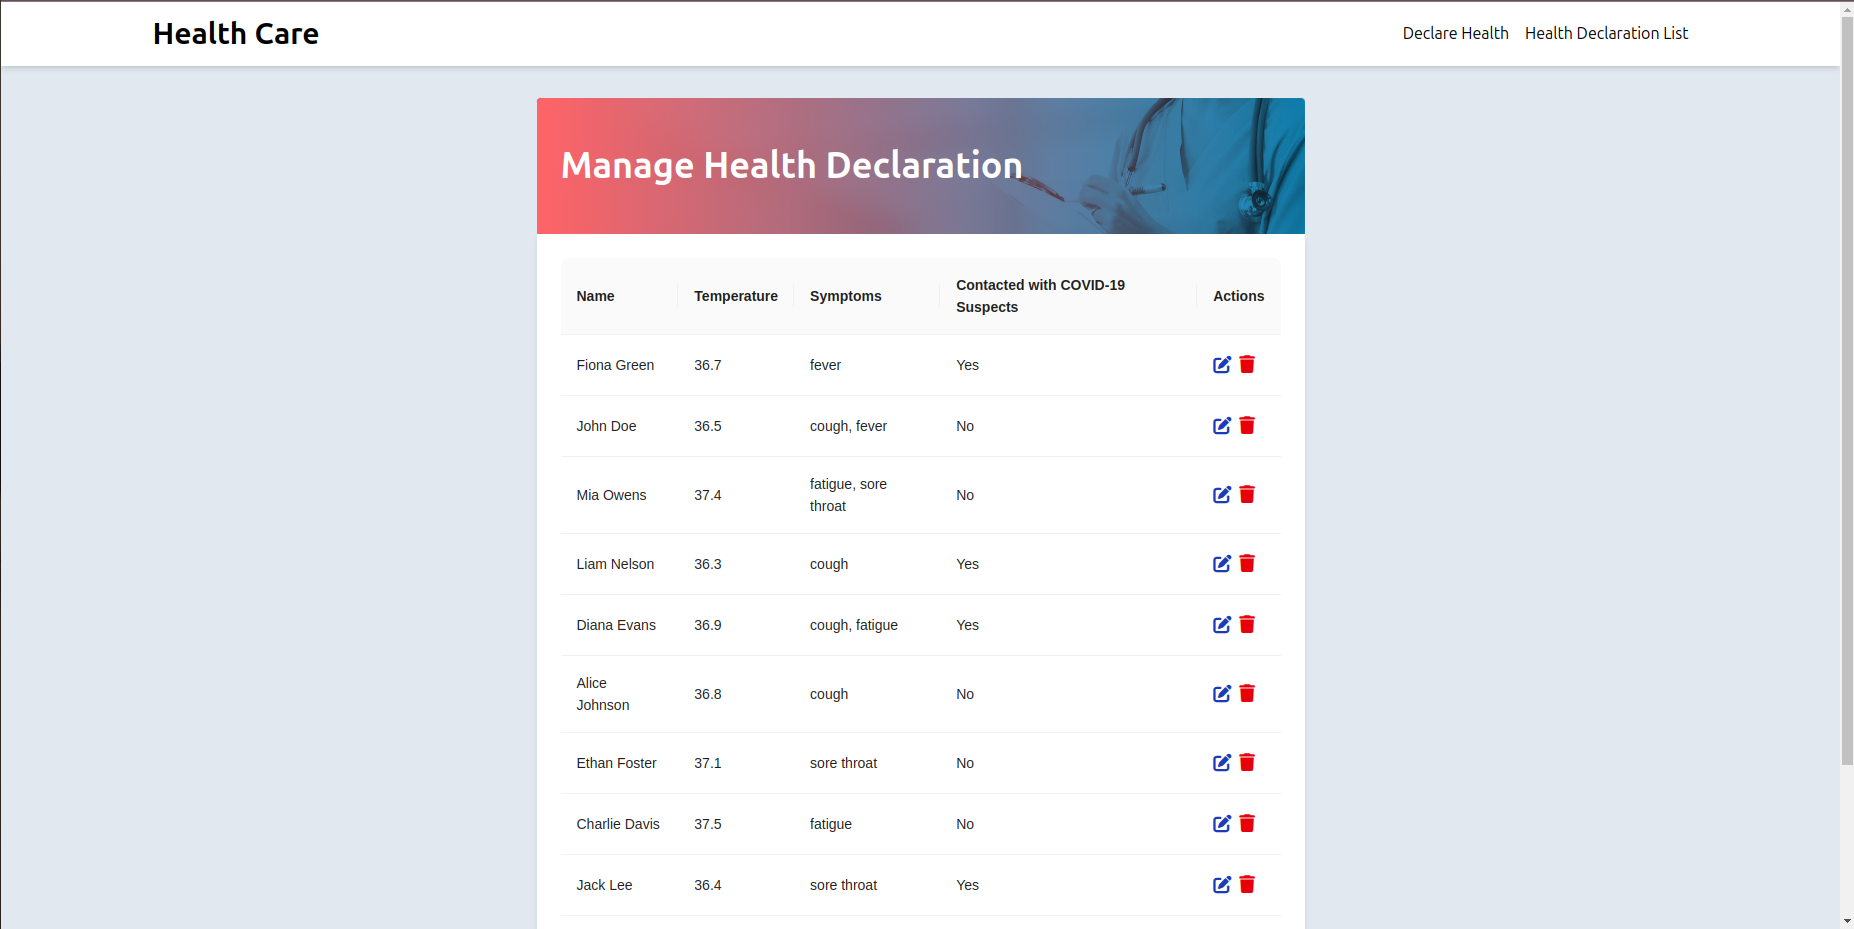 Health Care
Declare Health
Health Declaration List
Manage Health Declaration
Name
Temperature
Symptoms
Contacted with COVID-19
Suspects
Actions
Fiona Green
36.7
fever
Yes
John Doe
36.5
cough, fever
No
Mia Owens
37.4
fatigue, sore
throat
No
Liam Nelson
36.3
cough
Yes
Diana Evans
36.9
cough, fatigue
Yes
Alice
Johnson
36.8
cough
No
Ethan Foster
37.1
sore throat
No
Charlie Davis
37.5
fatigue
No
Jack Lee
36.4
sore throat
Yes